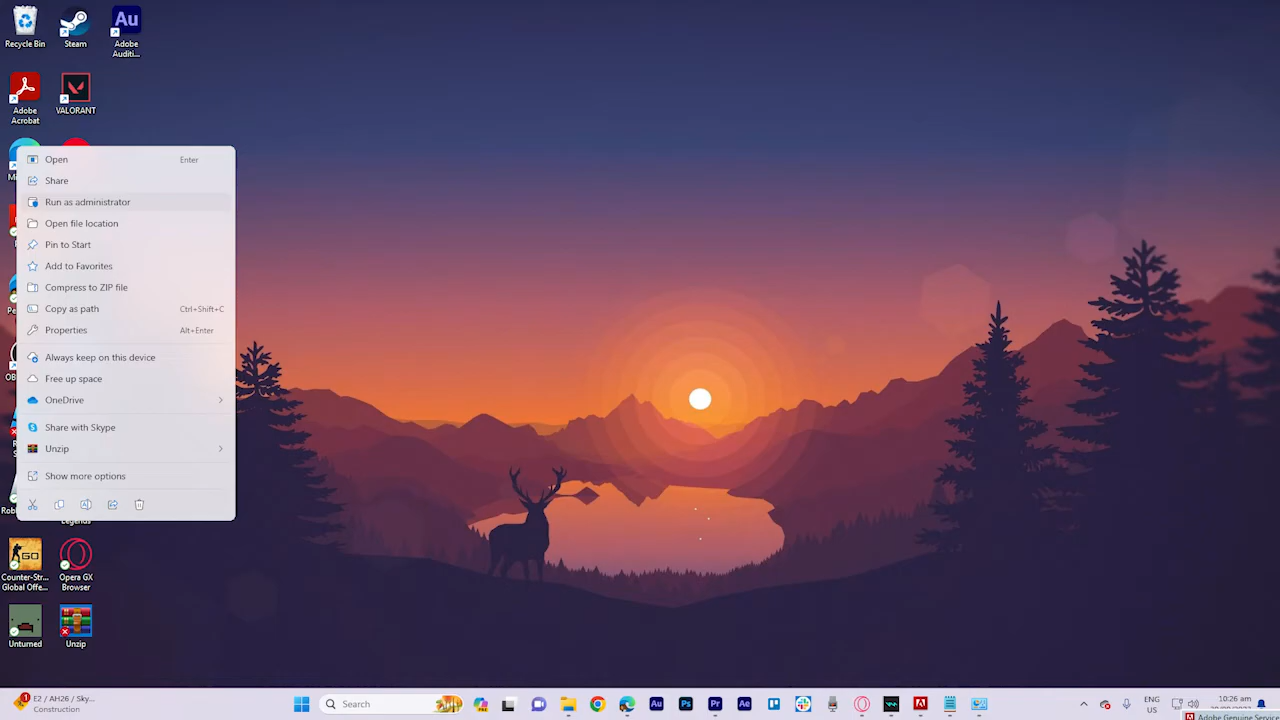 Recycle Bin
Steam
Adobe
Auditi...
Adobe
Acrobat
VALORANT
Open Enter
Share
Run as administrator
Open file location
Pin to Start
Add to Favorites
Compress to ZIP file
Copy as path Ctrl+Shift+C
Properties Alt+Enter
Always keep on this device
Free up space
OneDrive
Share with Skype
Unzip
Show more options
Legends
Counter-Str...
Global Offe...
Opera GX
Browser
Unturned
Unzip
E2 / AH26 / Sky...
Construction
Search
ENG
US
10:26 am
Adobe Genuine Service